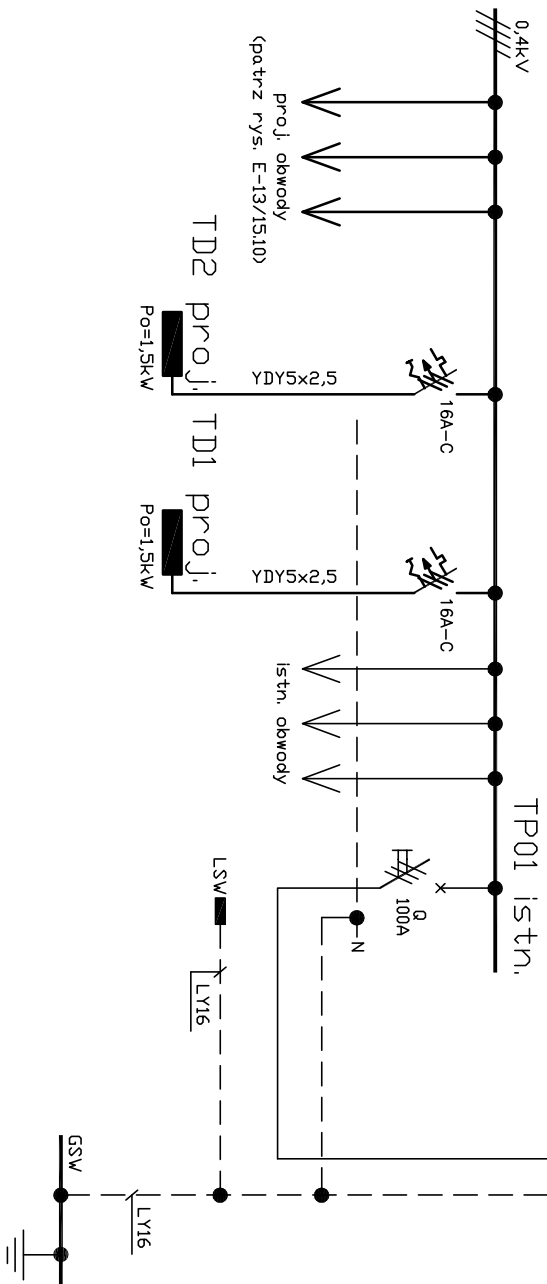 0,4kV
proj. obwody
(patrz rys. E-13/15.10)
TD2 proj.
Po=1,5kW
YDY5x2,5
16A-C
TD1 proj.
Po=1,5kW
YDY5x2,5
16A-C
istn. obwody
TP01 istn.
Q
100A
N
LSW
LY16
GSW
LY16